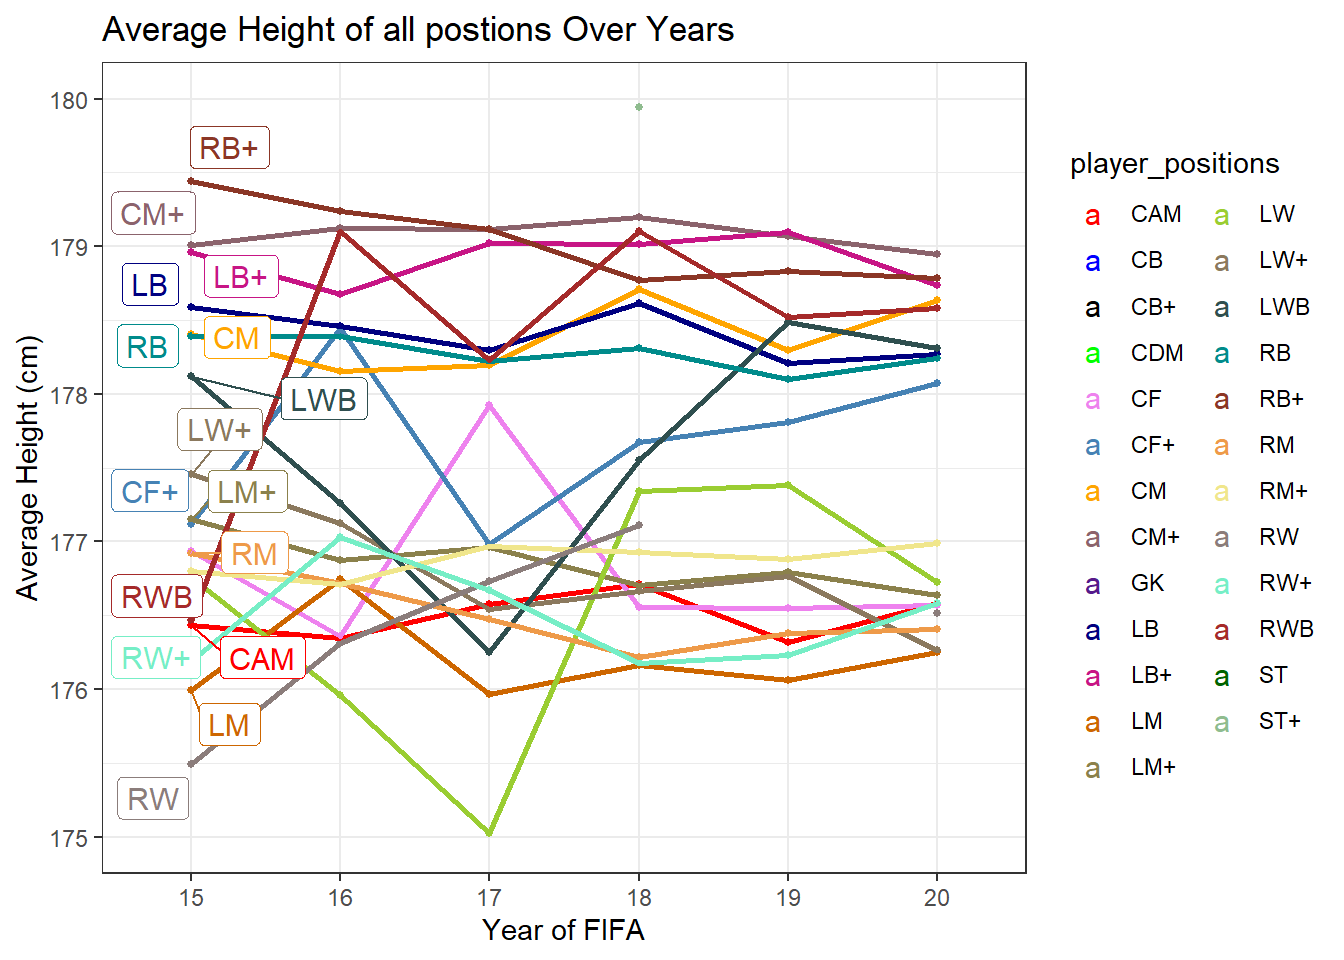 Average Height of all postions Over Years
Average Height (cm)
180
179
178
177
176
175
RB+
CM+
LB+
LB
CM
RB
LWB
LW+
CF+
LM+
RM
RWB
RW+
CAM
LM
RW
15
16
17
18
19
20
Year of FIFA
player_positions
a CAM
a CB
a CB+
a CDM
a CF
a CF+
a CM
a CM+
a GK
a LB
a LB+
a LM
a LM+
a LW
a LW+
a LWB
a RB
a RB+
a RM
a RM+
a RW
a RW+
a RWB
a ST
a ST+